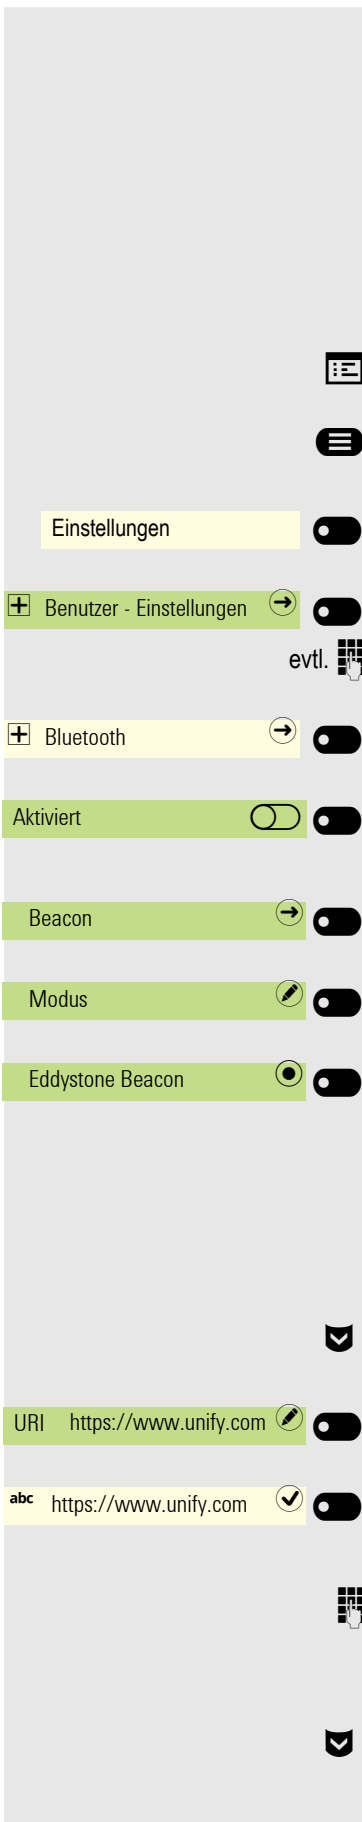 Einstellungen
Benutzer - Einstellungen
evtl.
Bluetooth
Aktiviert
Beacon
Modus
Eddystone Beacon
URI https://www.unify.com
abc https://www.unify.com